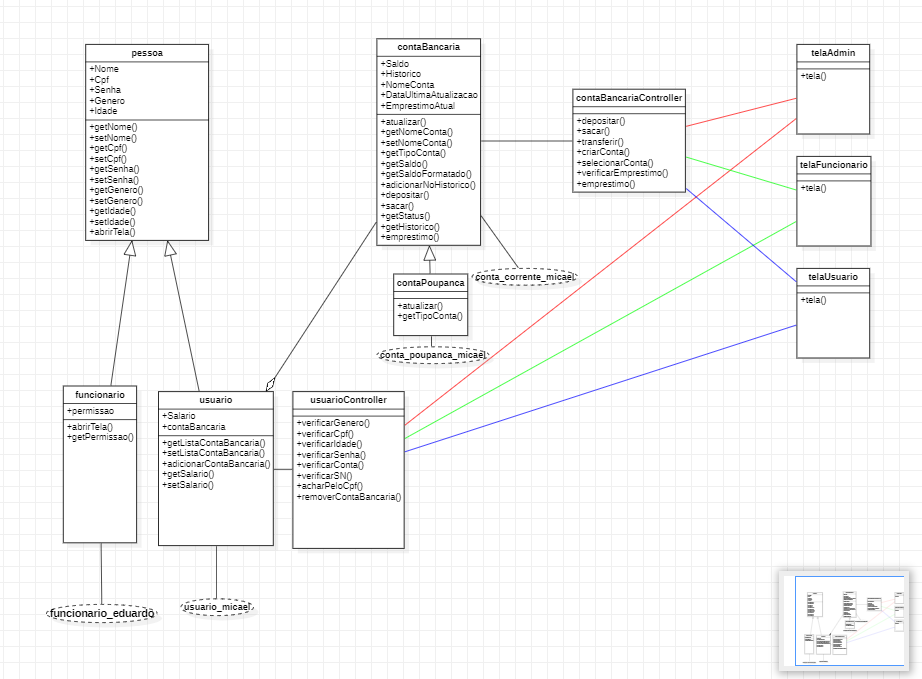 pessoa
+Nome
+Cpf
+Senha
+Genero
+Idade
+getNome()
+setNome()
+getCpf()
+setCpf()
+getSenha()
+setSenha()
+getGenero()
+setGenero()
+getIdade()
+setIdade()
+abrirTela()
contaBancaria
+Saldo
+Historico
+NomeConta
+DataUltimaAtualizacao
+EmprestimoAtual
+atualizar()
+getNomeConta()
+setNomeConta()
+getTipoConta()
+getSaldo()
+getSaldoFormatado()
+adicionarNoHistorico()
+depositar()
+sacar()
+getStatus()
+getHistorico()
+emprestimo()
contaBancariaController
+depositar()
+sacar()
+transferir()
+criarConta()
+selecionarConta()
+verificarEmprestimo()
+emprestimo()
telaAdmin
+tela()
telaFuncionario
+tela()
telaUsuario
+tela()
contaPoupanca
+atualizar()
+getTipoConta()
conta_corrente_micael
conta_poupanca_micael
funcionario
+permissao
+abrirTela()
+getPermissao()
usuario
+Salario
+contaBancaria
+getListaContaBancaria()
+setListaContaBancaria()
+adicionarContaBancaria()
+getSalario()
+setSalario()
usuarioController
+verificarGenero()
+verificarCpf()
+verificarIdade()
+verificarSenha()
+verificarConta()
+verificarSN()
+acharPeloCpf()
+removerContaBancaria()
funcionario_eduardo
usuario_micael